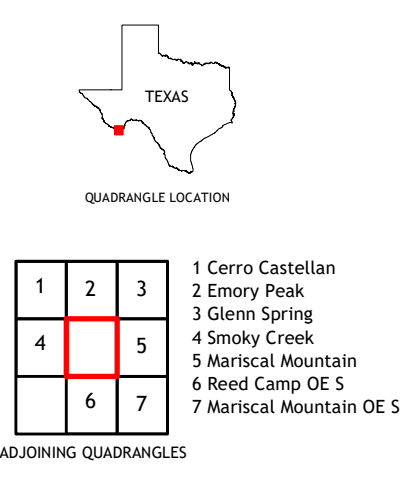 TEXAS
QUADRANGLE LOCATION
1
2
3
4
5
6
7
1 Cerro Castellan
2 Emory Peak
3 Glenn Spring
4 Smoky Creek
5 Mariscal Mountain
6 Reed Camp OE S
7 Mariscal Mountain OE S
ADJOINING QUADRANGLES